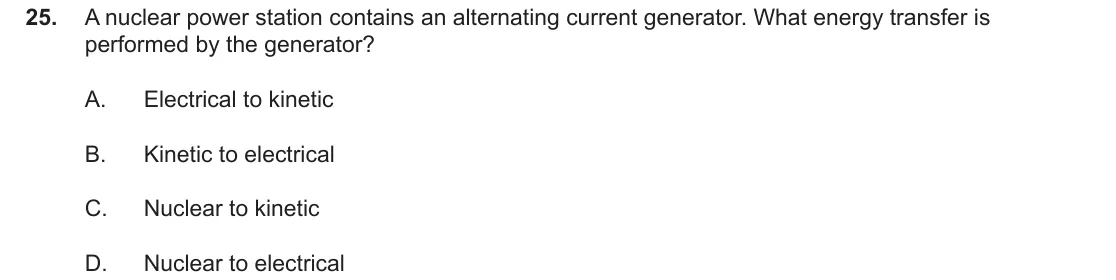 25. A nuclear power station contains an alternating current generator. What energy transfer is
performed by the generator?
A. Electrical to kinetic
B. Kinetic to electrical
C. Nuclear to kinetic
D. Nuclear to electrical